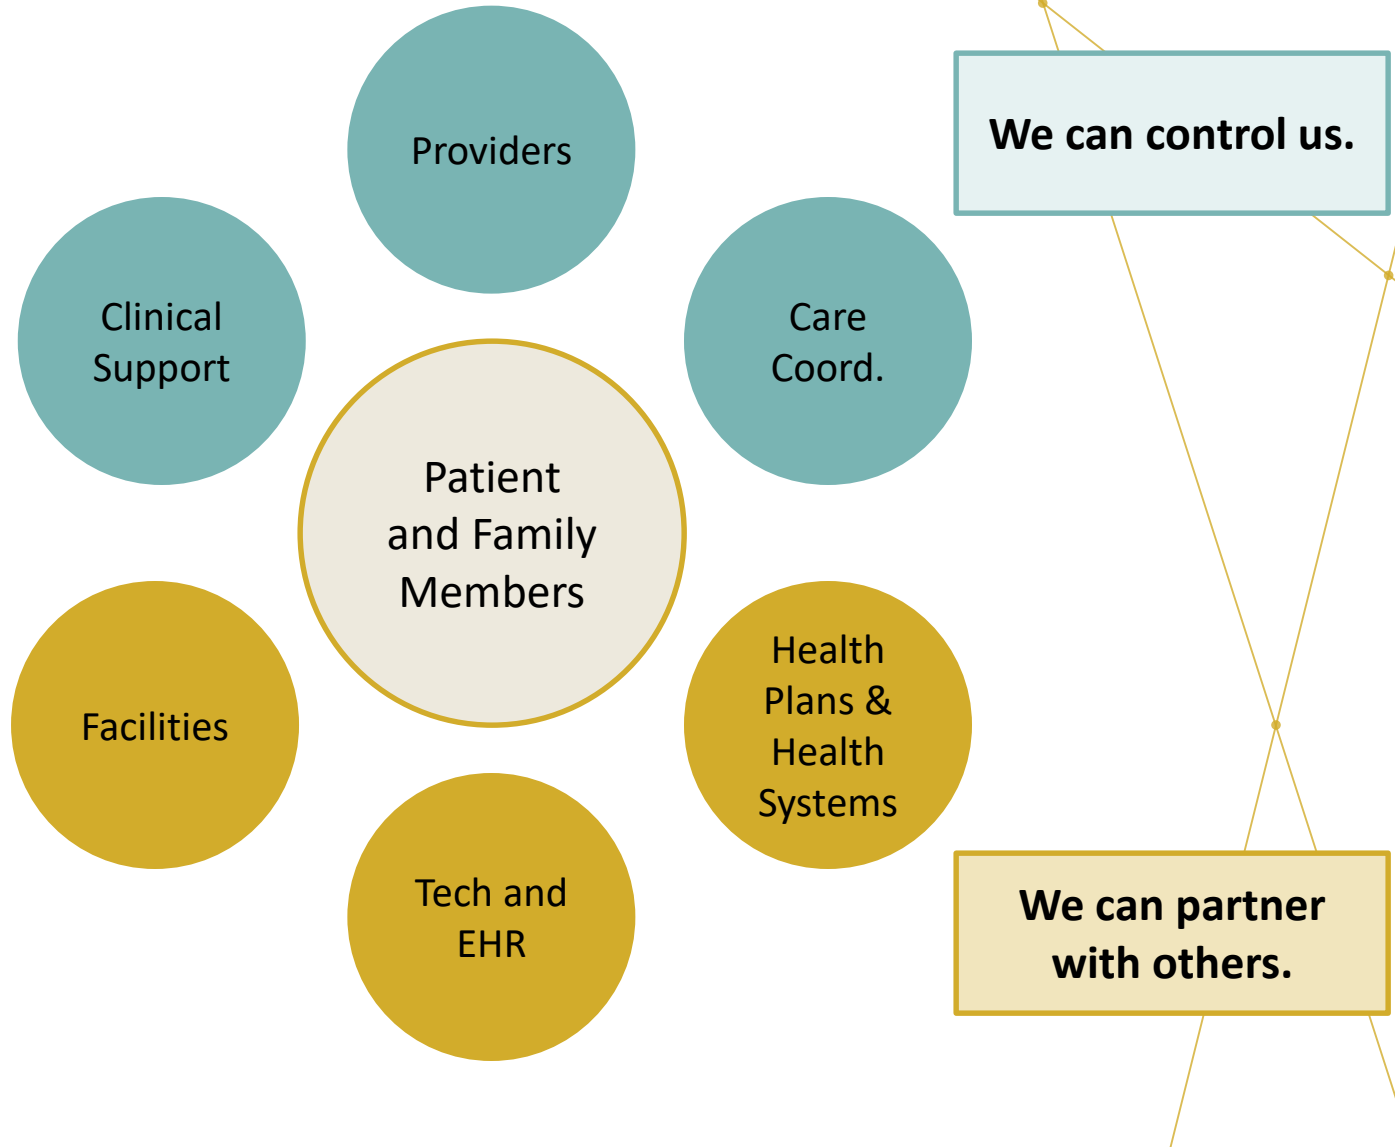 Providers
We can control us.
Clinical
Support
Care
Coord.
Patient
and Family
Members
Facilities
Health
Plans &
Health
Systems
Tech and
EHR
We can partner
with others.